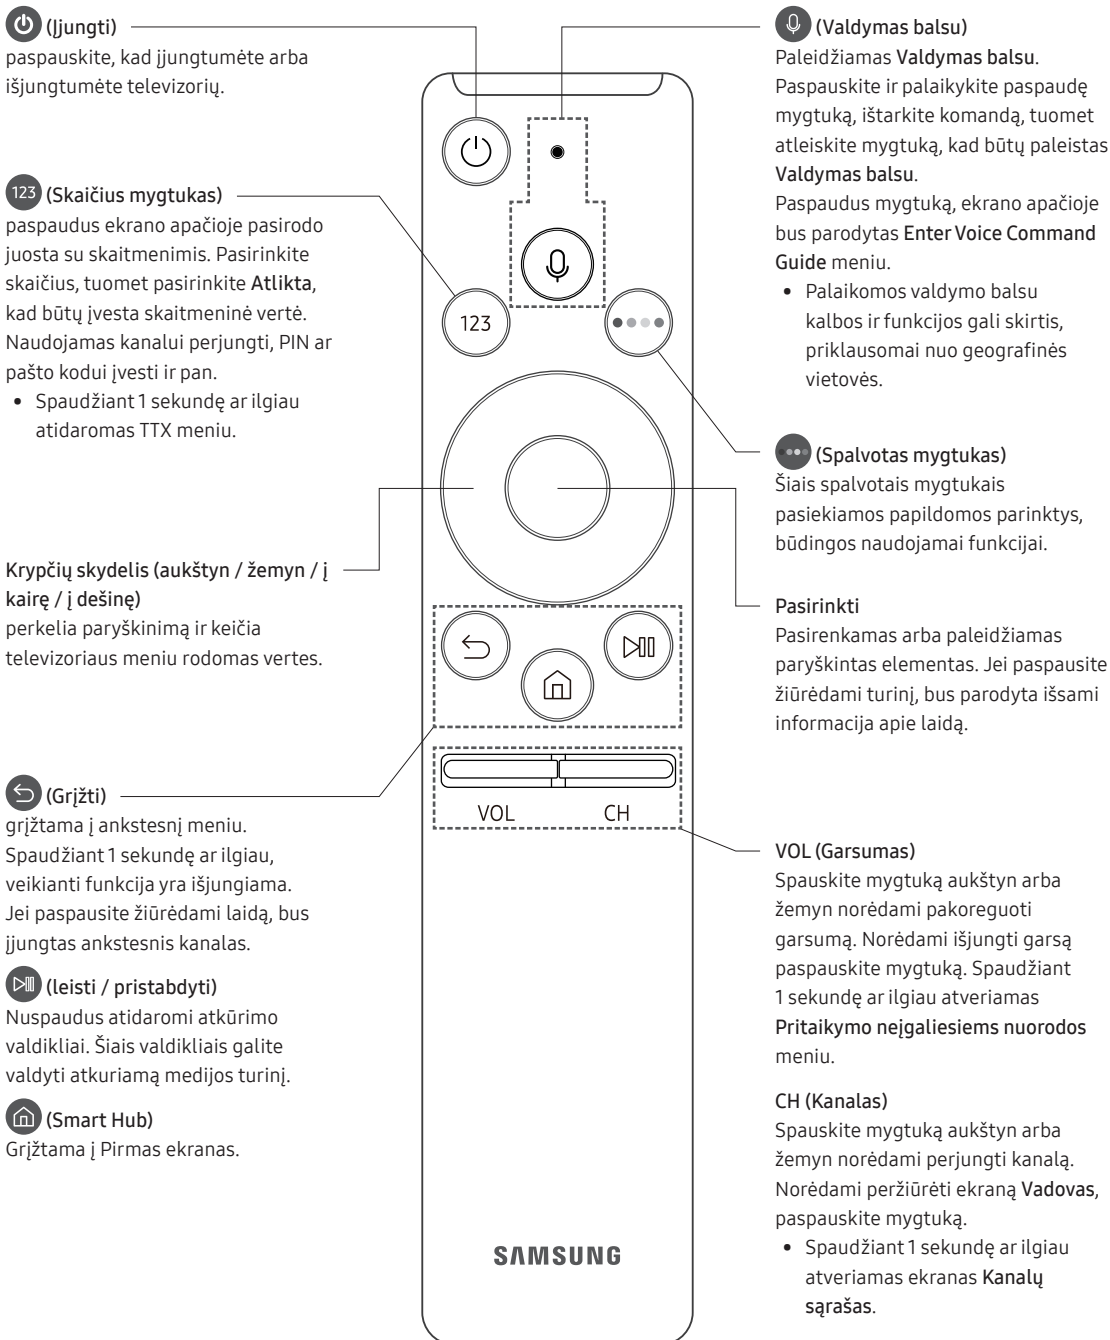 (Įjungti)
paspauskite, kad įjungtumėte arba
išjungtumėte televizorių.
123 (Skaičius mygtukas)
paspaudus ekrano apačioje pasirodo
juosta su skaitmenimis. Pasirinkite
skaičius, tuomet pasirinkite Atlikta,
kad būtų įvesta skaitmeninė vertė.
Naudojamas kanalui perjungti, PIN ar
pašto kodui įvesti ir pan.
• Spaudžiant 1 sekundę ar ilgiau
atidaromas TTX meniu.
Krypčių skydelis (aukštyn / žemyn / į
kairę / į dešinę)
perkelia paryškinimą ir keičia
televizoriaus meniu rodomas vertes.
(Grįžti)
grįžtama į ankstesnį meniu.
Spaudžiant 1 sekundę ar ilgiau,
veikianti funkcija yra išjungiama.
Jei paspausite žiūrėdami laidą, bus
įjungtas ankstesnis kanalas.
(leisti / pristabdyti)
Nuspaudus atidaromi atkūrimo
valdikliai. Šiais valdikliais galite
valdyti atkuriamą medijos turinį.
(Smart Hub)
Grįžtama į Pirmas ekranas.
123
VOL CH
SAMSUNG
(Valdymas balsu)
Paleidžiamas Valdymas balsu.
Paspauskite ir palaikykite paspaudę
mygtuką, ištarkite komandą, tuomet
atleiskite mygtuką, kad būtų paleistas
Valdymas balsu.
Paspaudus mygtuką, ekrano apačioje
bus parodytas Enter Voice Command
Guide meniu.
• Palaikomos valdymo balsu
kalbos ir funkcijos gali skirtis,
priklausomai nuo geografinės
vietovės.
(Spalvotas mygtukas)
Šiais spalvotais mygtukais
pasiekiamos papildomos parinktys,
būdingos naudojamai funkcijai.
Pasirinkti
Pasirenkamas arba paleidžiamas
paryškintas elementas. Jei paspausite
žiūrėdami turinį, bus parodyta išsami
informacija apie laidą.
VOL (Garsumas)
Spauskite mygtuką aukštyn arba
žemyn norėdami pakoreguoti
garsumą. Norėdami išjungti garsą
paspauskite mygtuką. Spaudžiant
1 sekundę ar ilgiau atveriamas
Pritaikymo neįgaliesiems nuorodos
meniu.
CH (Kanalas)
Spauskite mygtuką aukštyn arba
žemyn norėdami perjungti kanalą.
Norėdami peržiūrėti ekraną Vadovas,
paspauskite mygtuką.
• Spaudžiant 1 sekundę ar ilgiau
atveriamas ekranas Kanalų
sąrašas.